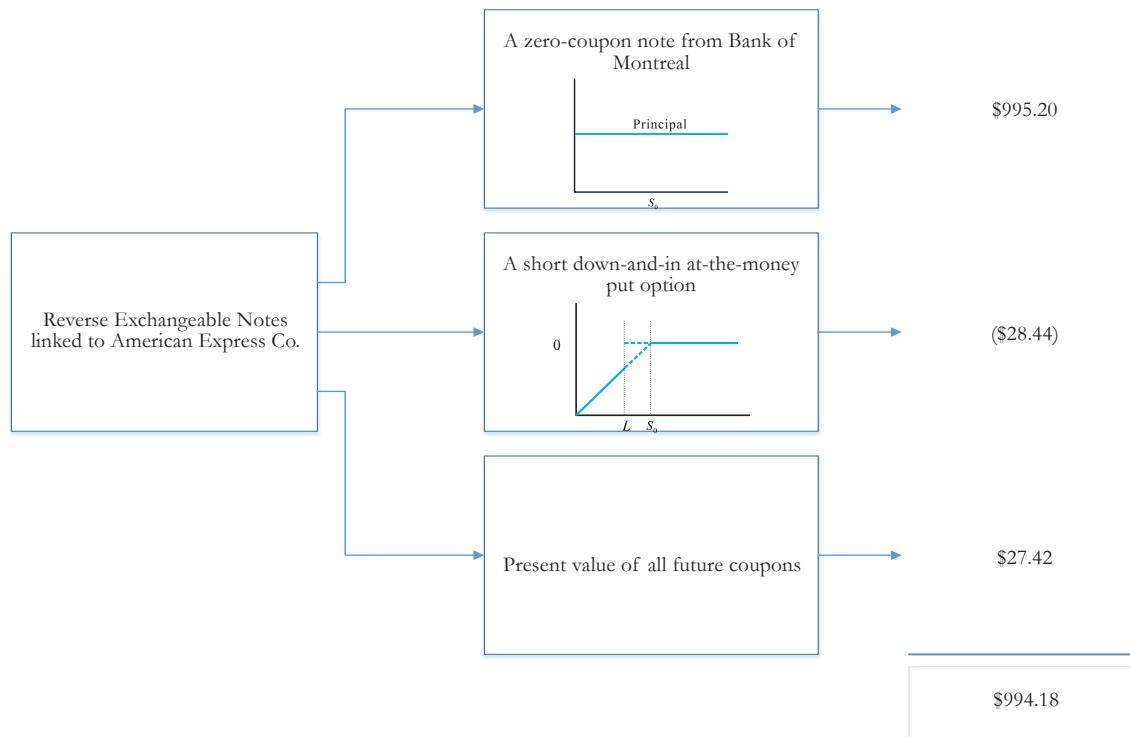 A zero-coupon note from Bank of
Montreal
Principal
S₀
$995.20
Reverse Exchangeable Notes
linked to American Express Co.
A short down-and-in at-the-money
put option
0
L S₀
($28.44)
Present value of all future coupons
$27.42
$994.18